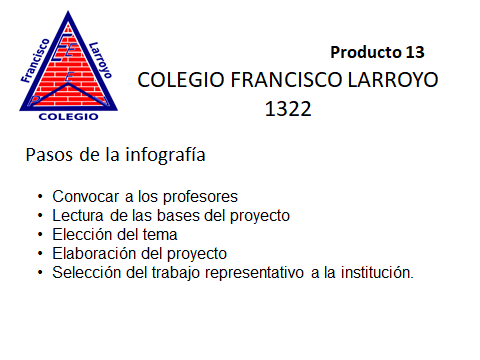 Francisco
Larroyo
COLEGIO
Producto 13
COLEGIO FRANCISCO LARROYO
1322
Pasos de la infografía
• Convocar a los profesores
• Lectura de las bases del proyecto
• Elección del tema
• Elaboración del proyecto
• Selección del trabajo representativo a la institución.